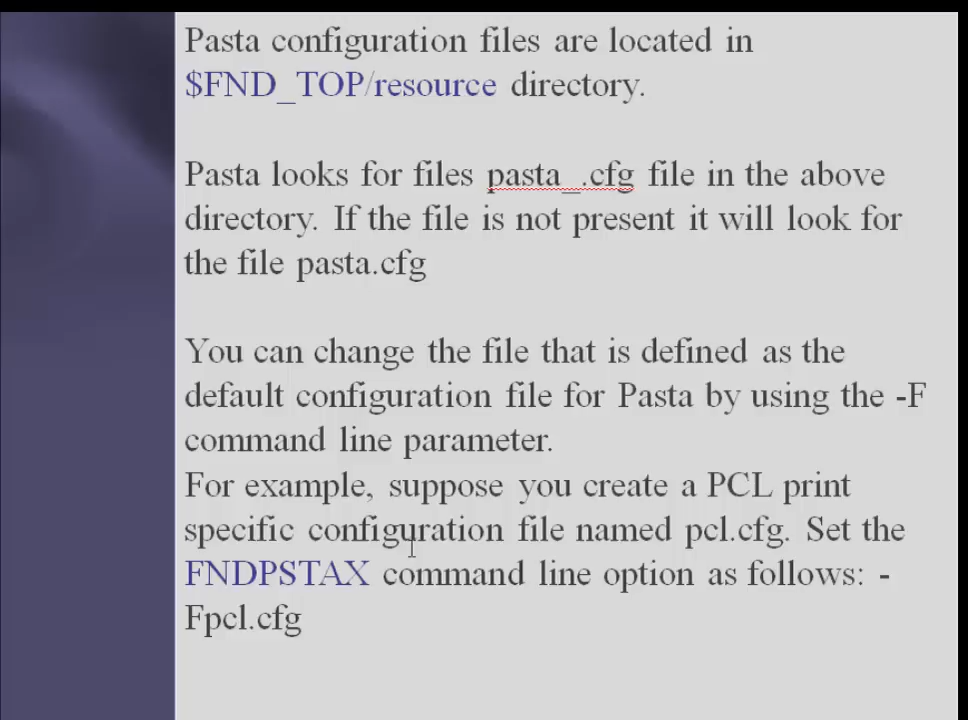 Pasta configuration files are located in
$FND_TOP/resource directory.
Pasta looks for files pasta_.cfg file in the above
directory. If the file is not present it will look for
the file pasta.cfg
You can change the file that is defined as the
default configuration file for Pasta by using the -F
command line parameter.
For example, suppose you create a PCL print
specific configuration file named pcl.cfg. Set the
FNDPSTAX command line option as follows: -
Fpcl.cfg